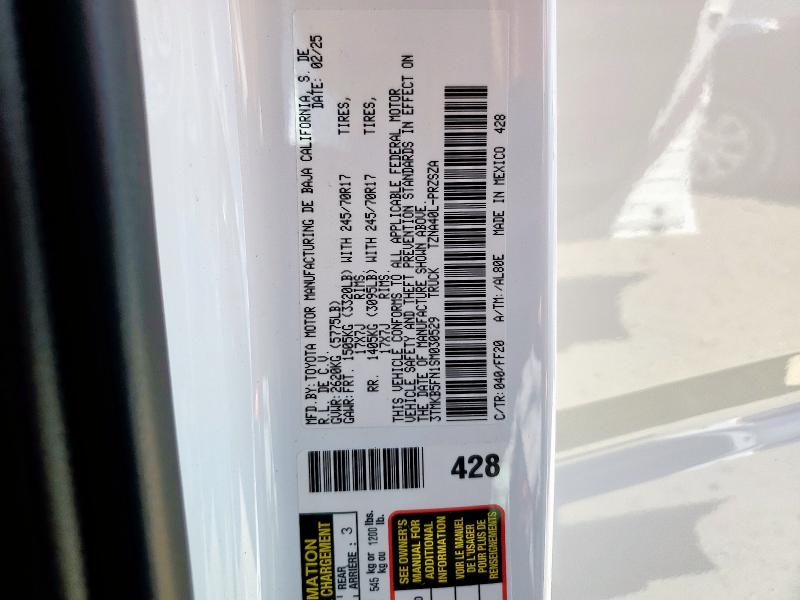 MFD.BY:TOYOTA MOTOR MANUFACTURING DE BAJA CALIFORNIA, S. DE
R.L. DE C.V. DATE: 02/25
GVWR: 2620KG (5775LB)
GAWR:FRT. 1505KG (3320LB) WITH 245/70R17 TIRES,
17X7J RIMS.
RR. 1405KG (3095LB) WITH 245/70R17 TIRES,
17X7J RIMS.
THIS VEHICLE CONFORMS TO ALL APPLICABLE FEDERAL MOTOR
VEHICLE SAFETY AND THEFT PREVENTION STANDARDS IN EFFECT ON
THE DATE OF MANUFACTURE SHOWN ABOVE.
3TMKB5FN1SM030529 TRUCK TZNA40L-PRZSZA
C/TR: 040/FF20 A/TM: /AL80E MADE IN MEXICO 428
428
MATION
CHARGEMENT
REAR
ARRIÈRE : 3
545 kg or 1200 lbs.
kg ou lb.
SEE OWNER'S
MANUAL FOR
ADDITIONAL
INFORMATION
VOIR LE MANUEL
DE L'USAGER
POUR PLUS DE
RENSEIGNEMENTS